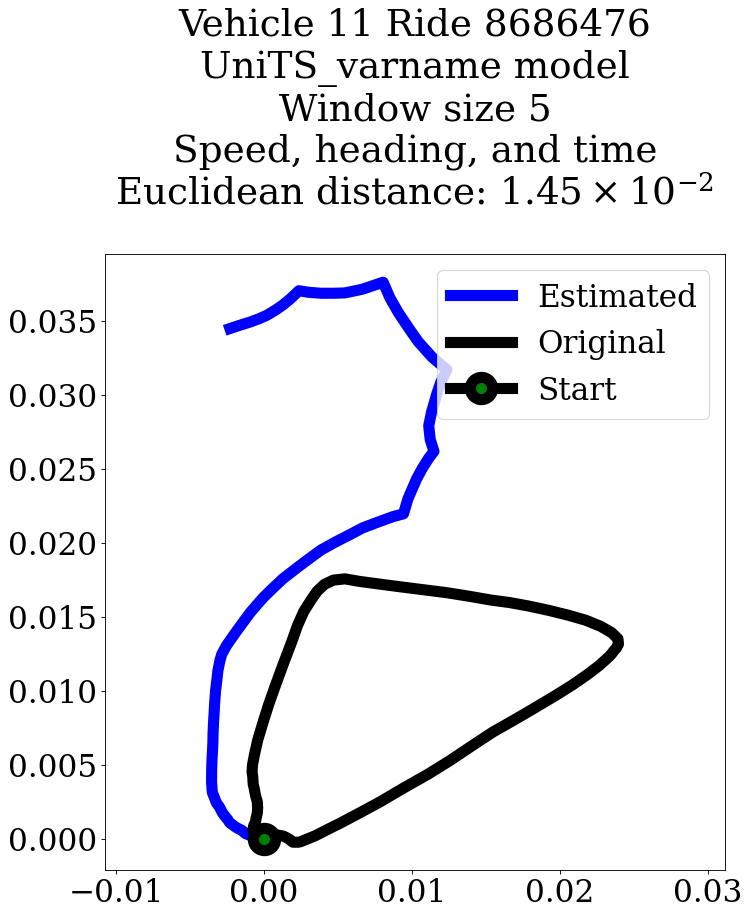 Vehicle 11 Ride 8686476
UniTS_varname model
Window size 5
Speed, heading, and time
Euclidean distance: 1.45 × 10⁻²
Estimated
Original
Start
0.035
0.030
0.025
0.020
0.015
0.010
0.005
0.000
−0.01 0.00 0.01 0.02 0.03